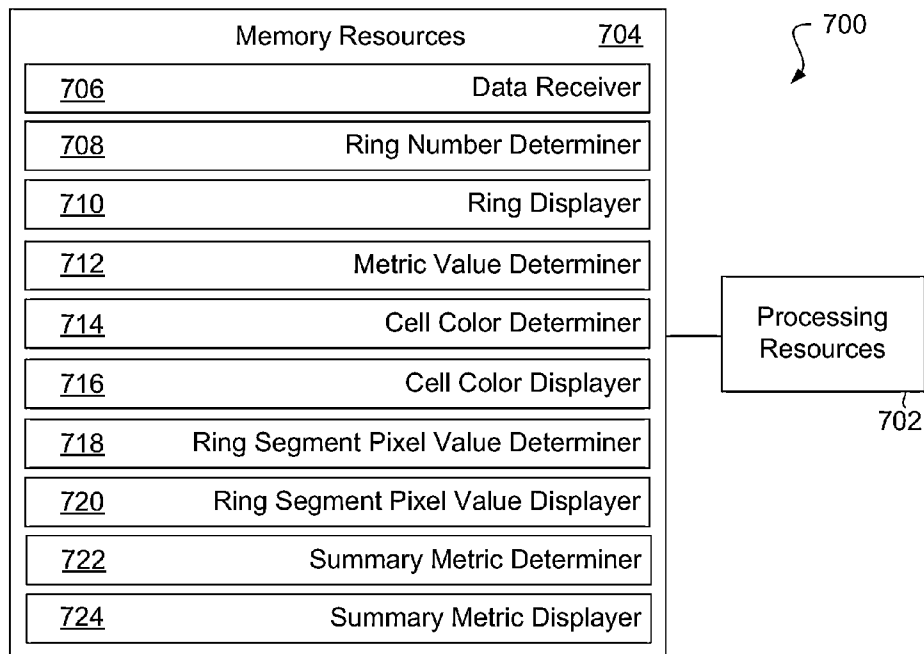 Memory Resources 704
706 Data Receiver
708 Ring Number Determiner
710 Ring Displayer
712 Metric Value Determiner
714 Cell Color Determiner
716 Cell Color Displayer
718 Ring Segment Pixel Value Determiner
720 Ring Segment Pixel Value Displayer
722 Summary Metric Determiner
724 Summary Metric Displayer
700
Processing
Resources
702